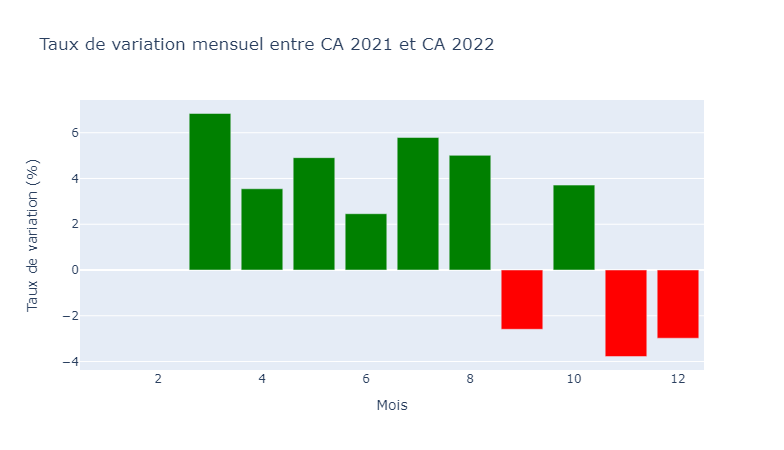 Taux de variation mensuel entre CA 2021 et CA 2022
Taux de variation (%)
6
4
2
0
−2
−4
2 4 6 8 10 12
Mois